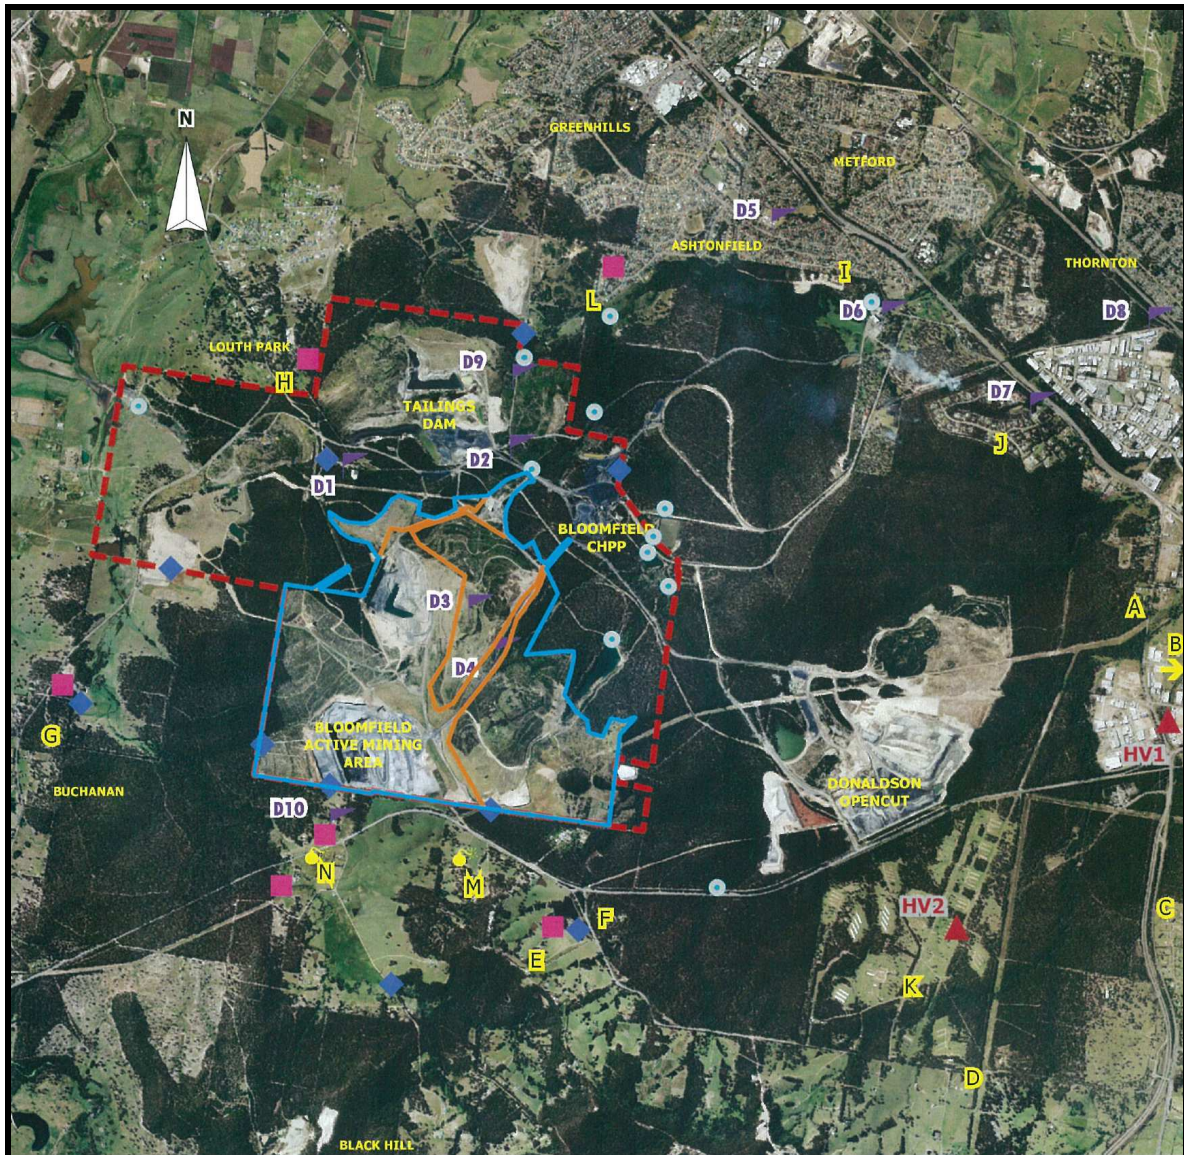 N
GREENHILLS
METFORD
D5
ASHTONFIELD
THORNTON
I
L
D6
D8
LOUTH PARK
H
D9
D7
TAILINGS
DAM
J
D2
D1
BLOOMFIELD
CHPP
D3
A
B
D4
G
BLOOMFIELD
ACTIVE MINING
AREA
HV1
BUCHANAN
DONALDSON
OPENCUT
D10
N
M
HV2
C
F
E
K
D
BLACK HILL